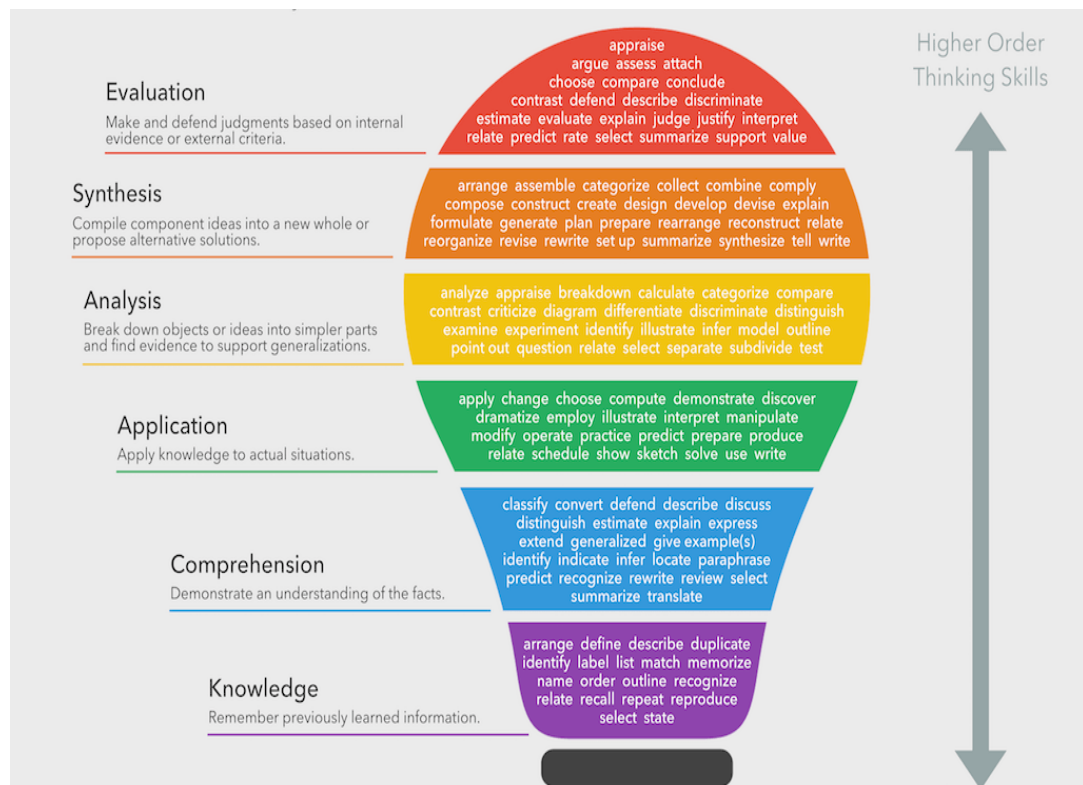 Higher Order
Thinking Skills
Evaluation
Make and defend judgments based on internal
evidence or external criteria.
appraise
argue assess attach
choose compare conclude
contrast defend describe discriminate
estimate evaluate explain judge justify interpret
relate predict rate select summarize support value
Synthesis
Compile component ideas into a new whole or
propose alternative solutions.
arrange assemble categorize collect combine comply
compose construct create design develop devise explain
formulate generate plan prepare rearrange reconstruct relate
reorganize revise rewrite set up summarize synthesize tell write
Analysis
Break down objects or ideas into simpler parts
and find evidence to support generalizations.
analyze appraise breakdown calculate categorize compare
contrast criticize diagram differentiate discriminate distinguish
examine experiment identify illustrate infer model outline
point out question relate select separate subdivide test
Application
Apply knowledge to actual situations.
apply change choose compute demonstrate discover
dramatize employ illustrate interpret manipulate
modify operate practice predict prepare produce
relate schedule show sketch solve use write
Comprehension
Demonstrate an understanding of the facts.
classify convert defend describe discuss
distinguish estimate explain express
extend generalized give example(s)
identify indicate infer locate paraphrase
predict recognize rewrite review select
summarize translate
Knowledge
Remember previously learned information.
arrange define describe duplicate
identify label list match memorize
name order outline recognize
relate recall repeat reproduce
select state